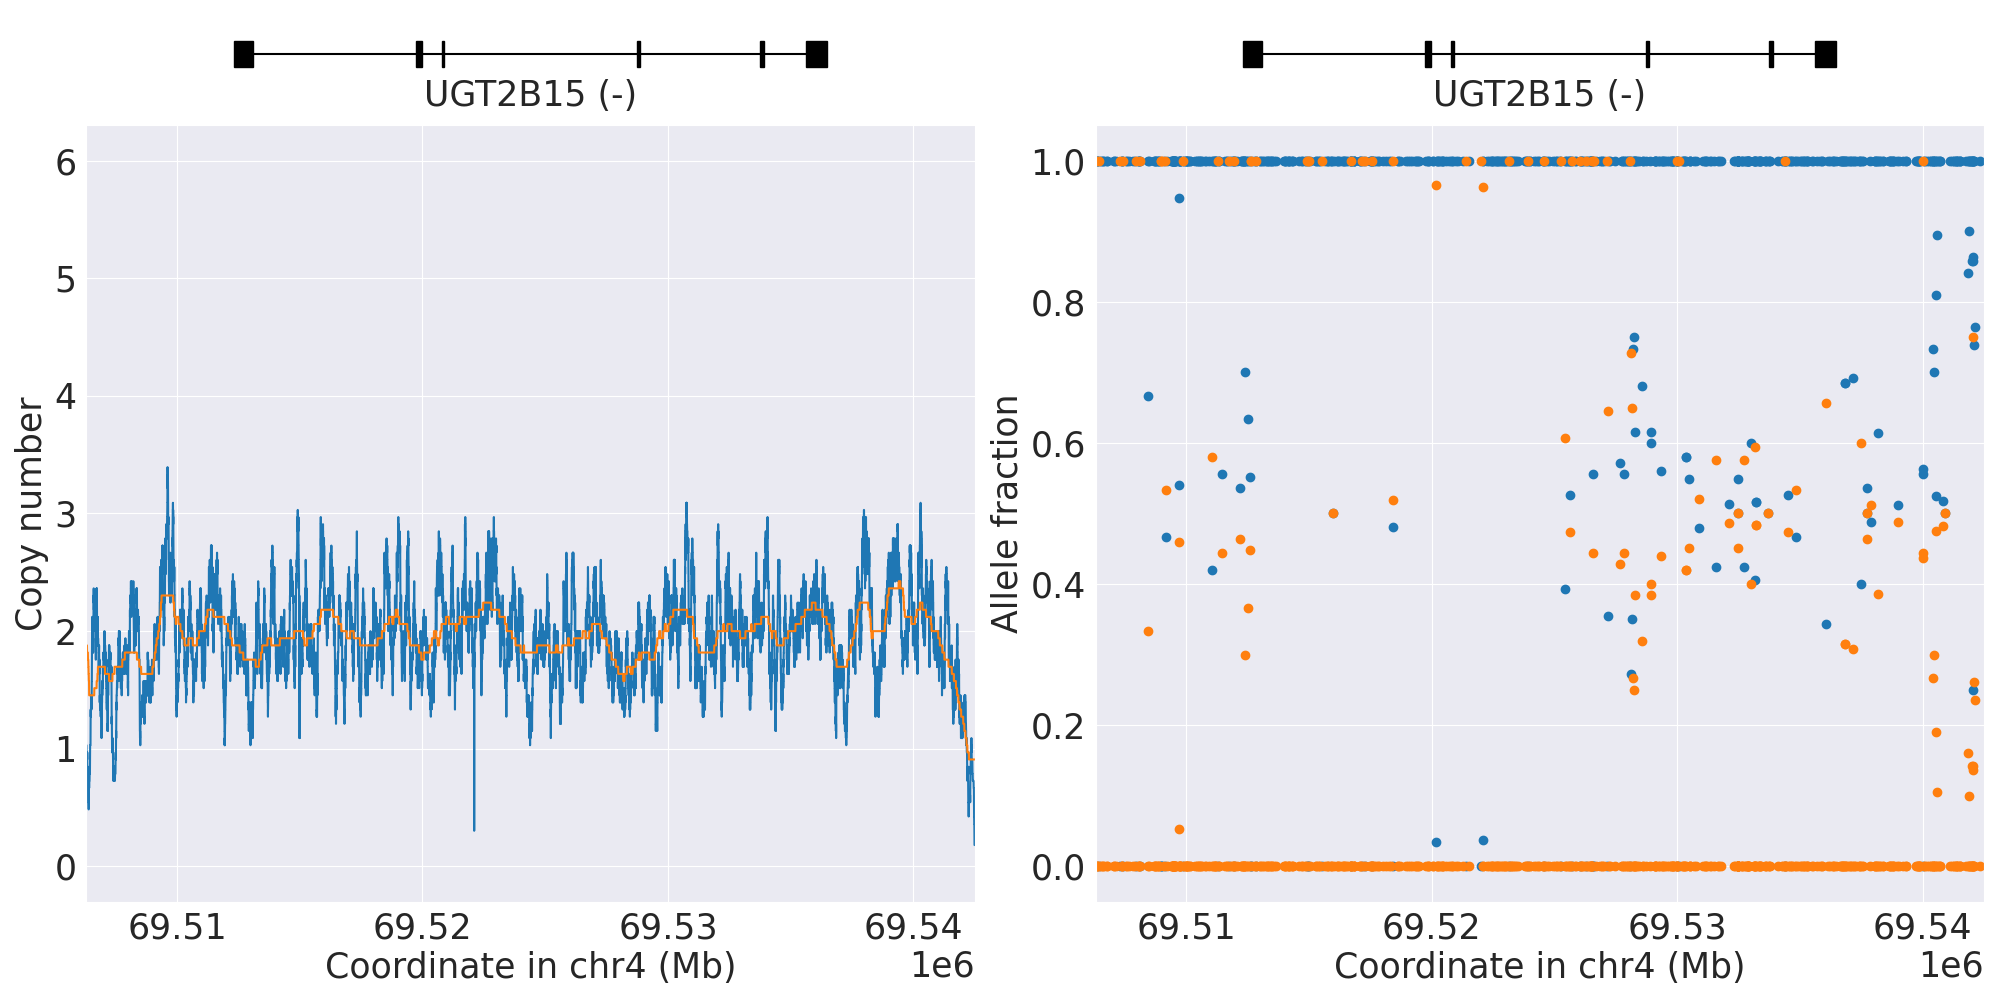 UGT2B15 (-)
6
5
4
3
2
1
0
Copy number
69.51 69.52 69.53 69.54
Coordinate in chr4 (Mb) 1e6
UGT2B15 (-)
1.0
0.8
0.6
0.4
0.2
0.0
Allele fraction
69.51 69.52 69.53 69.54
Coordinate in chr4 (Mb) 1e6